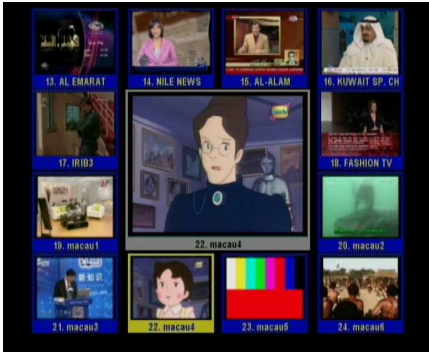 13. AL EMARAT
14. NILE NEWS
15. AL-ALAM
16. KUWAIT SP. CH
17. IRIB3
18. FASHION TV
22. macau4
19. macau1
20. macau2
21. macau3
22. macau4
23. macau5
24. macau6